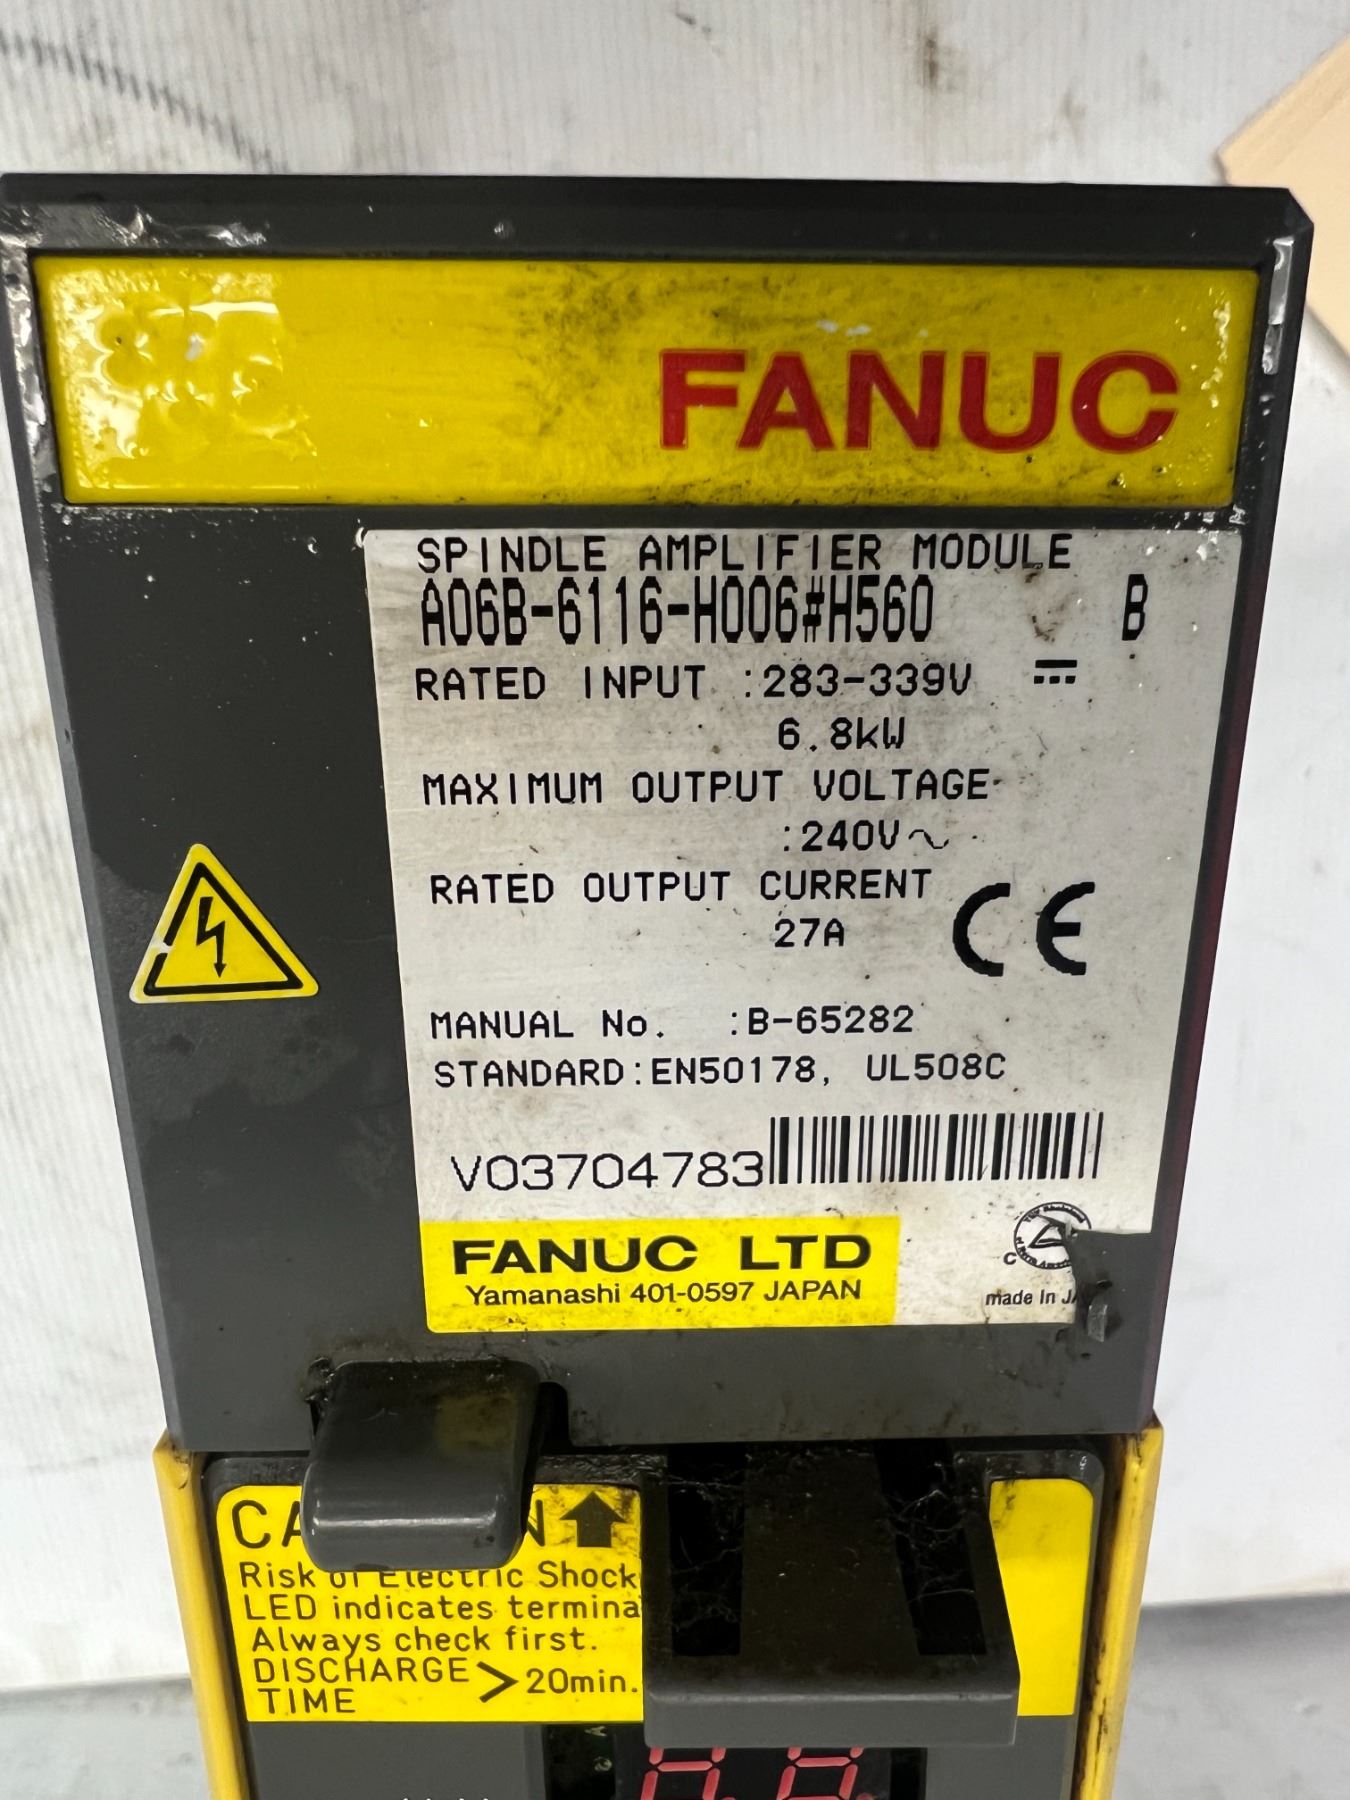 FANUC
SPINDLE AMPLIFIER MODULE
A06B-6116-H006#H560 B
RATED INPUT :283-339V
6.8kW
MAXIMUM OUTPUT VOLTAGE
:240V~
RATED OUTPUT CURRENT
27A
CE
MANUAL No. :B-65282
STANDARD:EN50178, UL508C
V03704783
FANUC LTD
Yamanashi 401-0597 JAPAN
C
made In
Risk of Electric Shock
LED indicates
Always check first.
DISCHARGE
TIME > 20min.